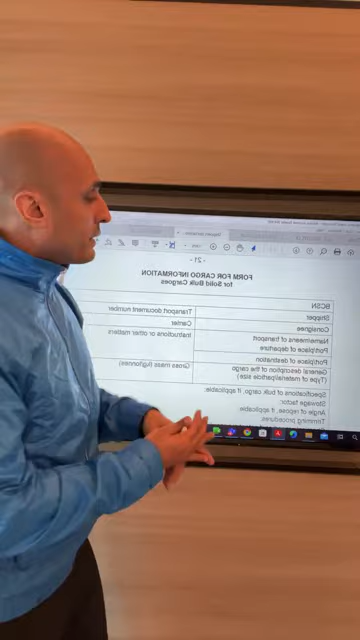 - 21 -
FORM FOR CARGO INFORMATION
for Solid Bulk Cargoes
BCSN
Shipper
Transport document number
Consignee
Carrier
Name/means of transport
Port/place of departure
Instructions or other matters
Port/place of destination
General description of the cargo
(Type of material/particle size)
Gross mass (kg/tonnes)
Specifications of bulk cargo, if applicable:
Stowage factor:
Angle of repose, if applicable:
Trimming procedures: